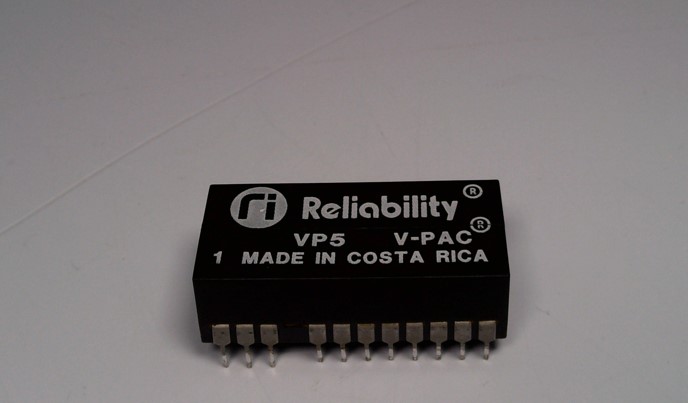 ri Reliability ®
VP5 V-PAC ®
1 MADE IN COSTA RICA